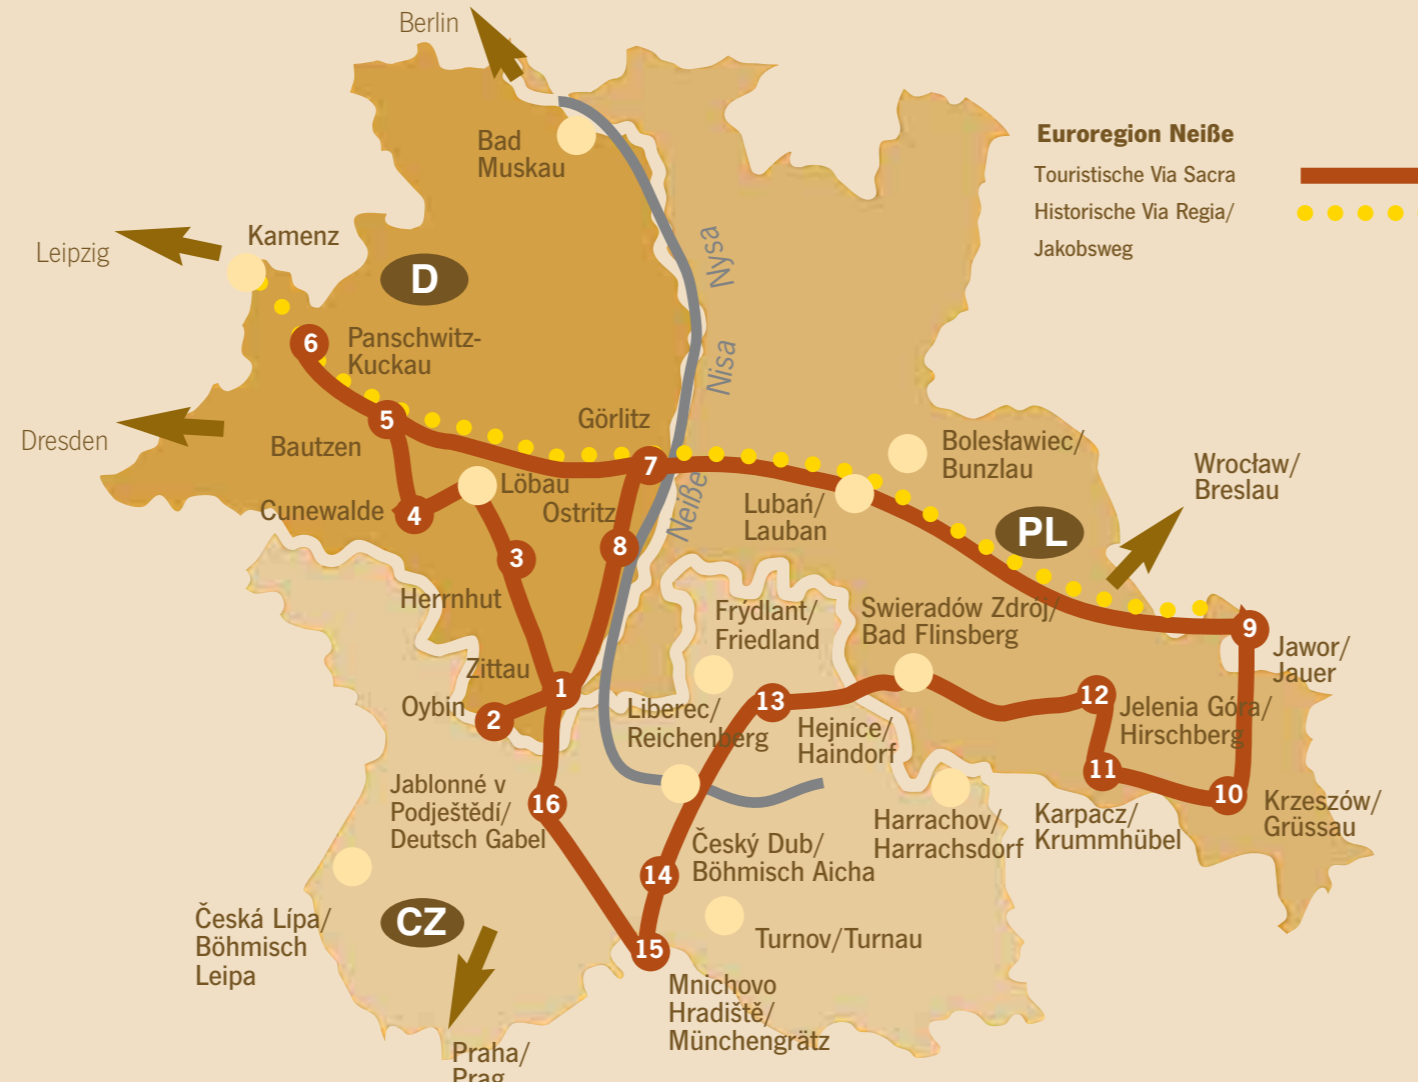 Berlin
Bad
Muskau
Euroregion Neiße
Touristische Via Sacra
Historische Via Regia/
Jakobsweg
Leipzig
Kamenz
D
Nysa
6
Panschwitz-
Kuckau
Nisa
Dresden
5
Bautzen
Görlitz
7
Neiße
Bolesławiec/
Bunzlau
Wrocław/
Breslau
Löbau
Cunewalde
4
Ostritz
8
Lubań/
Lauban
PL
3
Herrnhut
Frýdlant/
Friedland
Swieradów Zdrój/
Bad Flinsberg
9
Jawor/
Jauer
Zittau
1
Oybin
2
Liberec/
Reichenberg
13
Hejníce/
Haindorf
12
Jelenia Góra/
Hirschberg
11
Karpacz/
Krummhübel
10
Krzeszów/
Grüssau
Jablonné v
Podještědí/
Deutsch Gabel
16
Harrachov/
Harrachsdorf
Český Dub/
Böhmisch Aicha
14
Česká Lípa/
Böhmisch
Leipa
CZ
15
Turnov/Turnau
Mnichovo
Hradiště/
Münchengrätz
Praha/
Prag